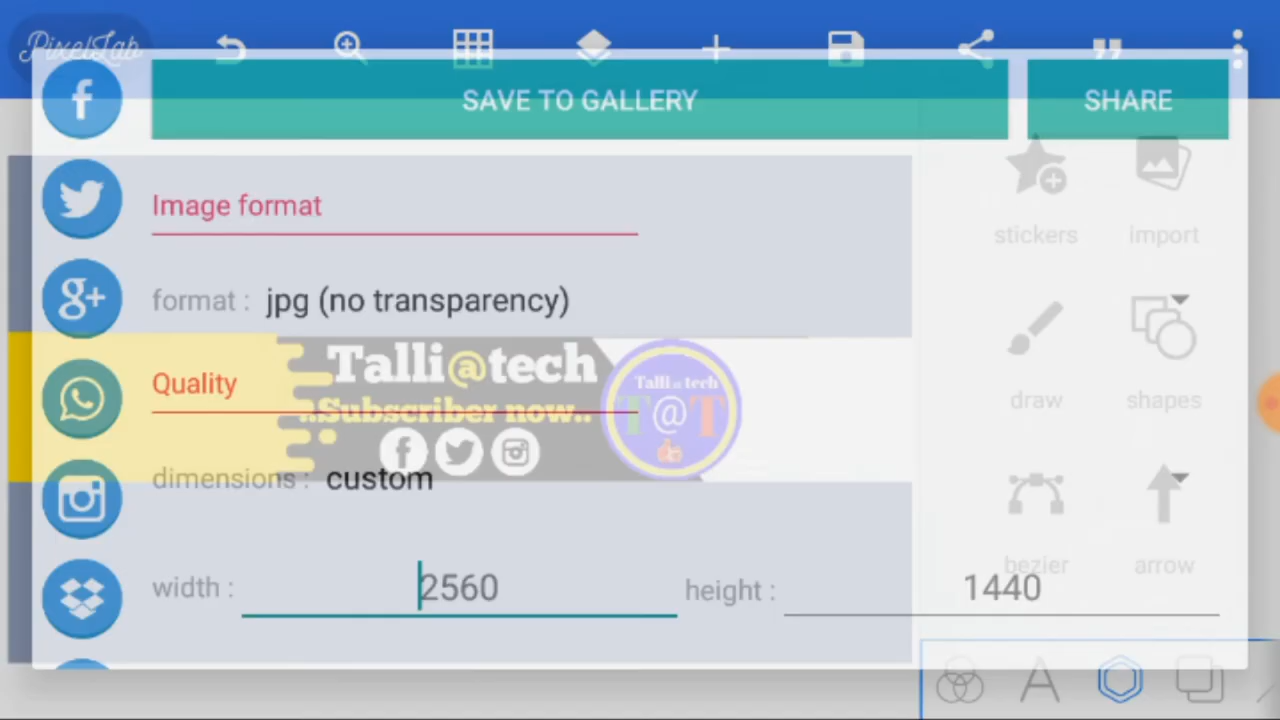 PixelLab
SAVE TO GALLERY
SHARE
Image format
format : jpg (no transparency)
stickers
import
Talli@tech
Quality
..Subscriber now..
Talli@tech
T@T
draw
shapes
dimensions : custom
bezier
arrow
width : 2560
height : 1440